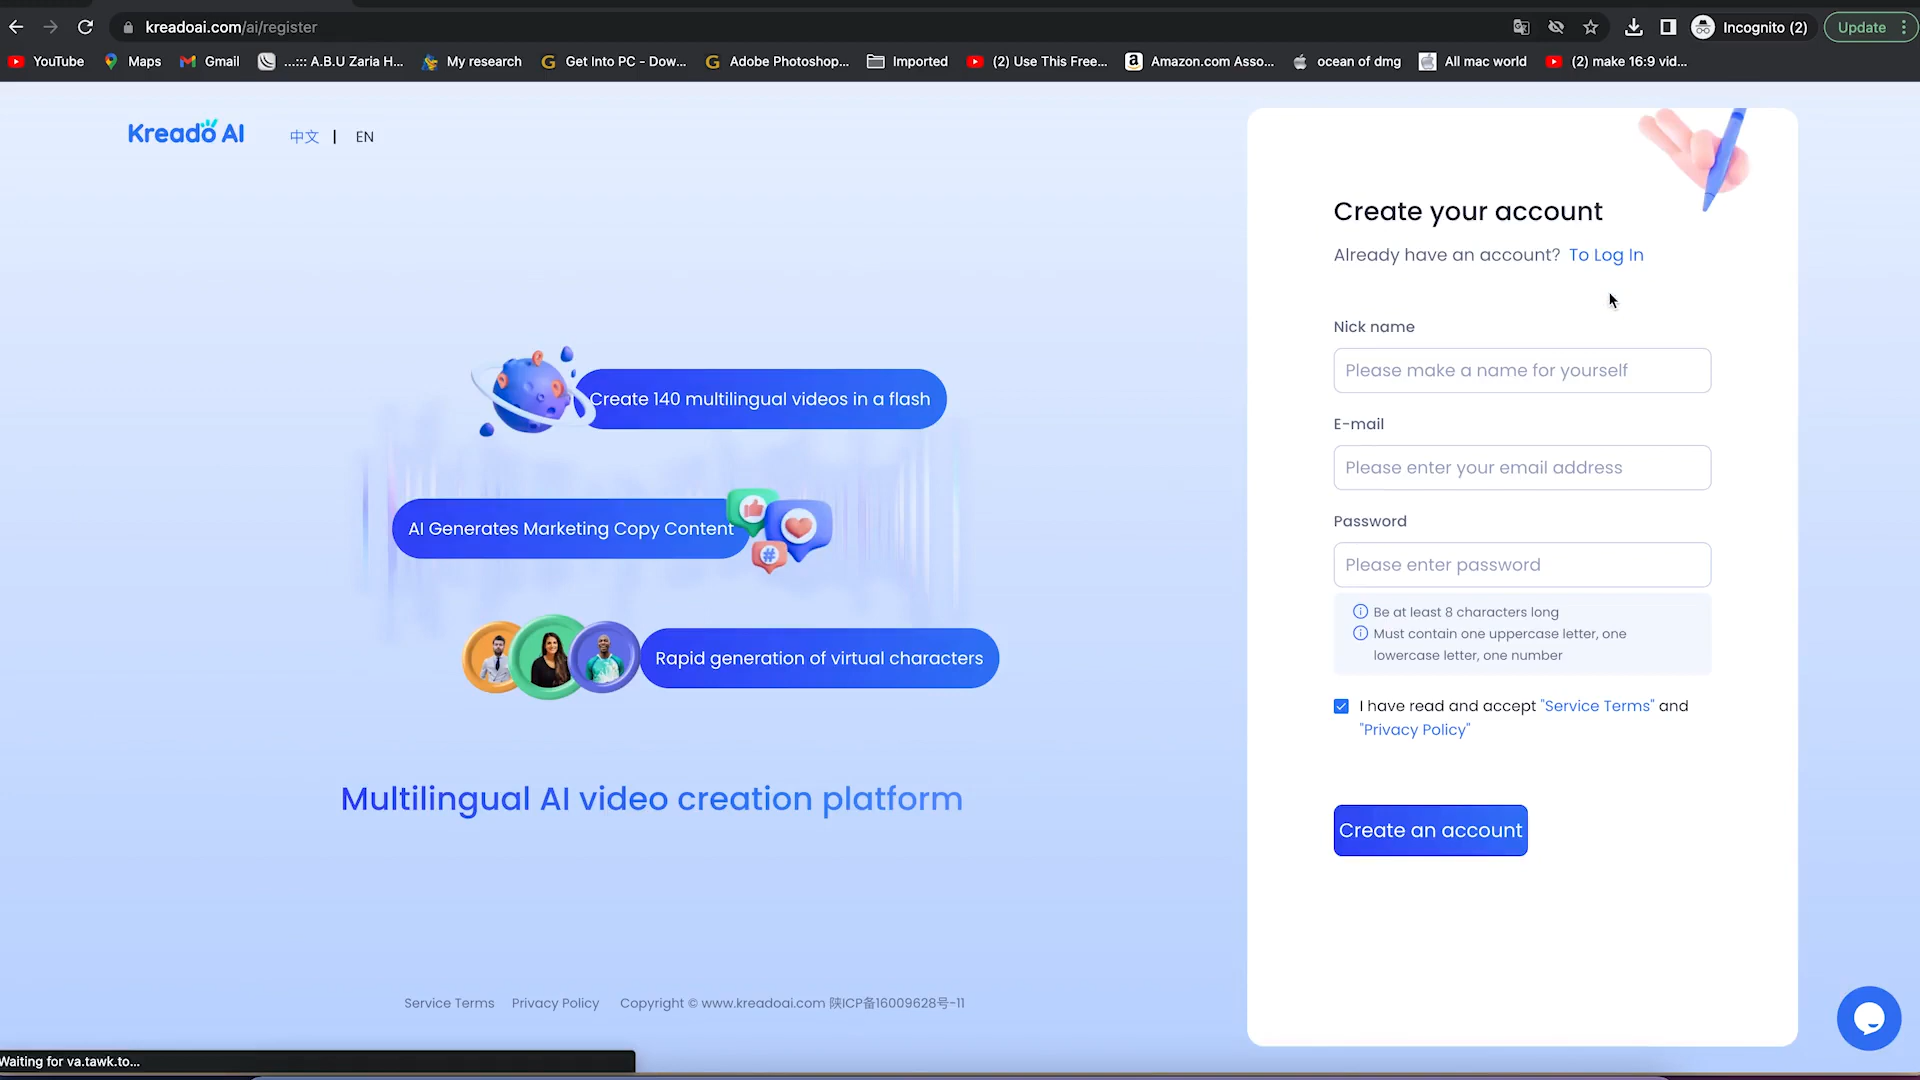 kreadoai.com/ai/register
Incognito (2)
Update
YouTube
Maps
Gmail
...::: A.B.U Zaria H...
My research
Get Into PC - Dow...
Adobe Photoshop...
Imported
(2) Use This Free...
Amazon.com Asso...
ocean of dmg
All mac world
(2) make 16:9 vid...
Kreado AI
中文 | EN
Create 140 multilingual videos in a flash
AI Generates Marketing Copy Content
#
Rapid generation of virtual characters
Multilingual AI video creation platform
Service Terms
Privacy Policy
Copyright © www.kreadoai.com 陕ICP备16009628号-11
Create your account
Already have an account? To Log In
Nick name
Please make a name for yourself
E-mail
Please enter your email address
Password
Please enter password
Be at least 8 characters long
Must contain one uppercase letter, one
lowercase letter, one number
I have read and accept "Service Terms" and
"Privacy Policy"
Create an account
Waiting for va.tawk.to...